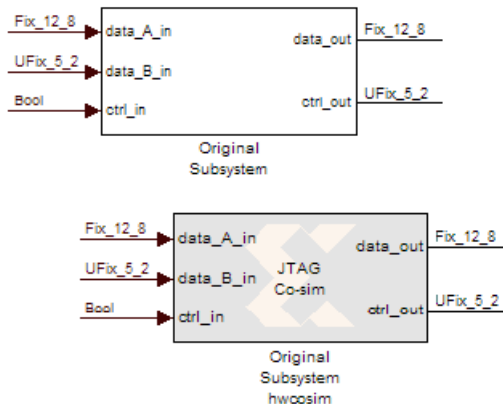 Fix_12_8
data_A_in
data_out
Fix_12_8
UFix_5_2
data_B_in
Bool
ctrl_in
ctrl_out
UFix_5_2
Original
Subsystem
Fix_12_8
data_A_in
data_out
Fix_12_8
UFix_5_2
data_B_in
JTAG
Co-sim
Bool
ctrl_in
ctrl_out
UFix_5_2
Original
Subsystem
hwcosim